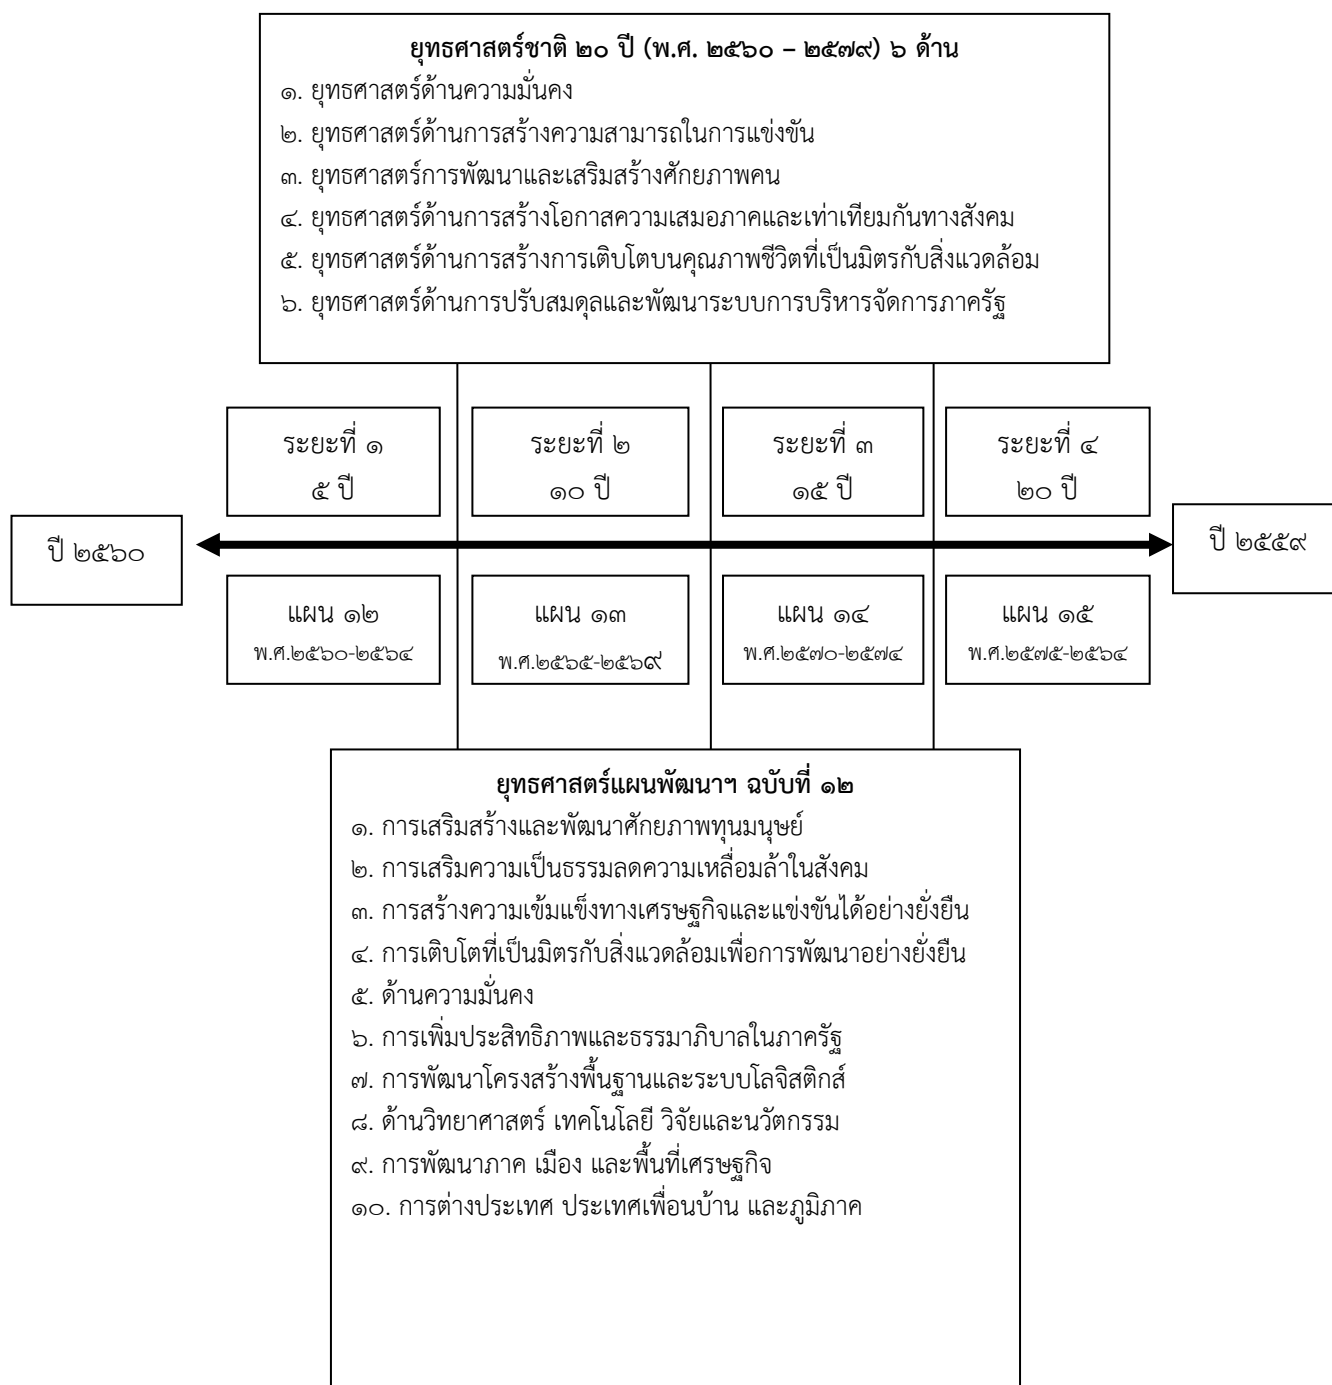 ยุทธศาสตร์ชาติ ๒๐ ปี (พ.ศ. ๒๕๖๐ – ๒๕๗๙) ๖ ด้าน
๑. ยุทธศาสตร์ด้านความมั่นคง
๒. ยุทธศาสตร์ด้านการสร้างความสามารถในการแข่งขัน
๓. ยุทธศาสตร์การพัฒนาและเสริมสร้างศักยภาพคน
๔. ยุทธศาสตร์ด้านการสร้างโอกาสความเสมอภาคและเท่าเทียมกันทางสังคม
๕. ยุทธศาสตร์ด้านการสร้างการเติบโตบนคุณภาพชีวิตที่เป็นมิตรกับสิ่งแวดล้อม
๖. ยุทธศาสตร์ด้านการปรับสมดุลและพัฒนาระบบการบริหารจัดการภาครัฐ
ระยะที่ ๑
๕ ปี
ระยะที่ ๒
๑๐ ปี
ระยะที่ ๓
๑๕ ปี
ระยะที่ ๔
๒๐ ปี
ปี ๒๕๖๐
ปี ๒๕๕๙
แผน ๑๒
พ.ศ.๒๕๖๐-๒๕๖๔
แผน ๑๓
พ.ศ.๒๕๖๕-๒๕๖๙
แผน ๑๔
พ.ศ.๒๕๗๐-๒๕๗๔
แผน ๑๕
พ.ศ.๒๕๗๕-๒๕๖๔
ยุทธศาสตร์แผนพัฒนาฯ ฉบับที่ ๑๒
๑. การเสริมสร้างและพัฒนาศักยภาพทุนมนุษย์
๒. การเสริมความเป็นธรรมลดความเหลื่อมล้ำในสังคม
๓. การสร้างความเข้มแข็งทางเศรษฐกิจและแข่งขันได้อย่างยั่งยืน
๔. การเติบโตที่เป็นมิตรกับสิ่งแวดล้อมเพื่อการพัฒนาอย่างยั่งยืน
๕. ด้านความมั่นคง
๖. การเพิ่มประสิทธิภาพและธรรมาภิบาลในภาครัฐ
๗. การพัฒนาโครงสร้างพื้นฐานและระบบโลจิสติกส์
๘. ด้านวิทยาศาสตร์ เทคโนโลยี วิจัยและนวัตกรรม
๙. การพัฒนาภาค เมือง และพื้นที่เศรษฐกิจ
๑๐. การต่างประเทศ ประเทศเพื่อนบ้าน และภูมิภาค